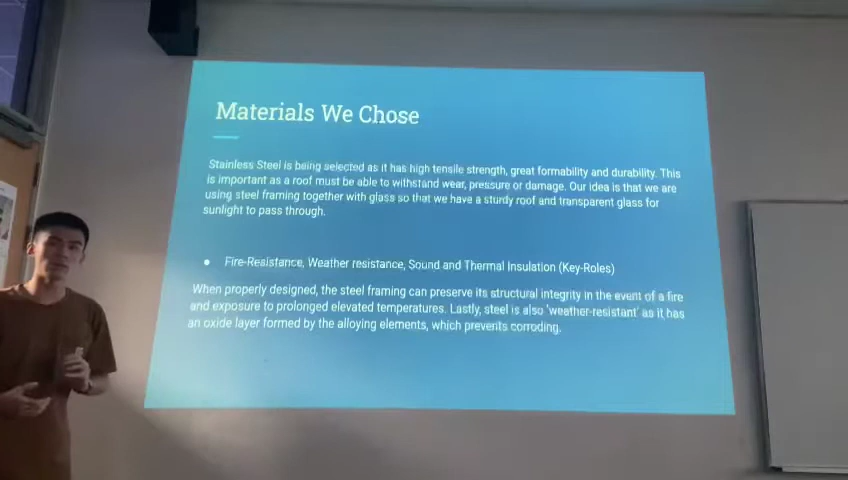 Materials We Chose
Stainless Steel is being selected as it has high tensile strength, great formability and durability. This
is important as a roof must be able to withstand wear, pressure or damage. Our idea is that we are
using steel framing together with glass so that we have a sturdy roof and transparent glass for
sunlight to pass through.
● Fire-Resistance, Weather resistance, Sound and Thermal Insulation (Key-Roles)
When properly designed, the steel framing can preserve its structural integrity in the event of a fire
and exposure to prolonged elevated temperatures. Lastly, steel is also 'weather-resistant' as it has
an oxide layer formed by the alloying elements, which prevents corroding.